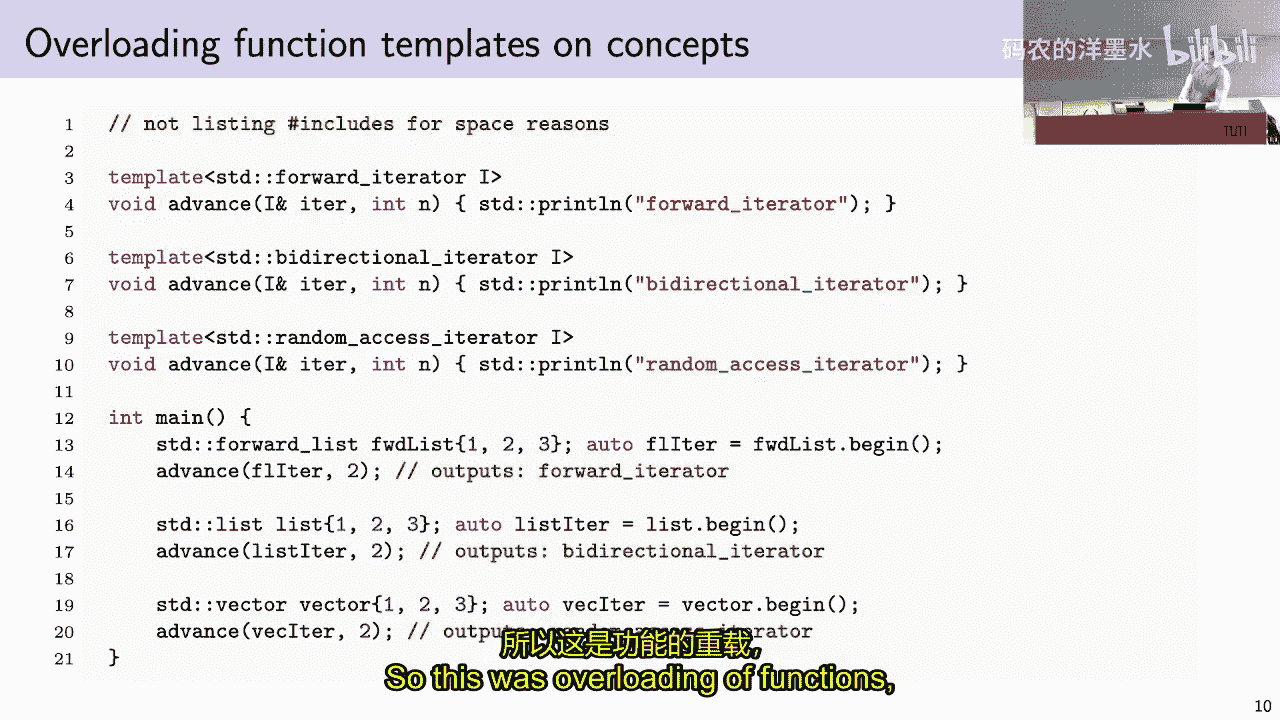 Overloading function templates on concepts
码农的洋墨水 bilibili
1 // not listing #includes for space reasons
2
3 template<std::forward_iterator I>
4 void advance(I& iter, int n) { std::println("forward_iterator"); }
5
6 template<std::bidirectional_iterator I>
7 void advance(I& iter, int n) { std::println("bidirectional_iterator"); }
8
9 template<std::random_access_iterator I>
10 void advance(I& iter, int n) { std::println("random_access_iterator"); }
11
12 int main() {
13 std::forward_list fwdList{1, 2, 3}; auto flIter = fwdList.begin();
14 advance(flIter, 2); // outputs: forward_iterator
15
16 std::list list{1, 2, 3}; auto listIter = list.begin();
17 advance(listIter, 2); // outputs: bidirectional_iterator
18
19 std::vector vector{1, 2, 3}; auto vecIter = vector.begin();
20 advance(vecIter, 2); // outputs: random_access_iterator
21 }
所以这是功能的重载,
So this was overloading of functions,
10